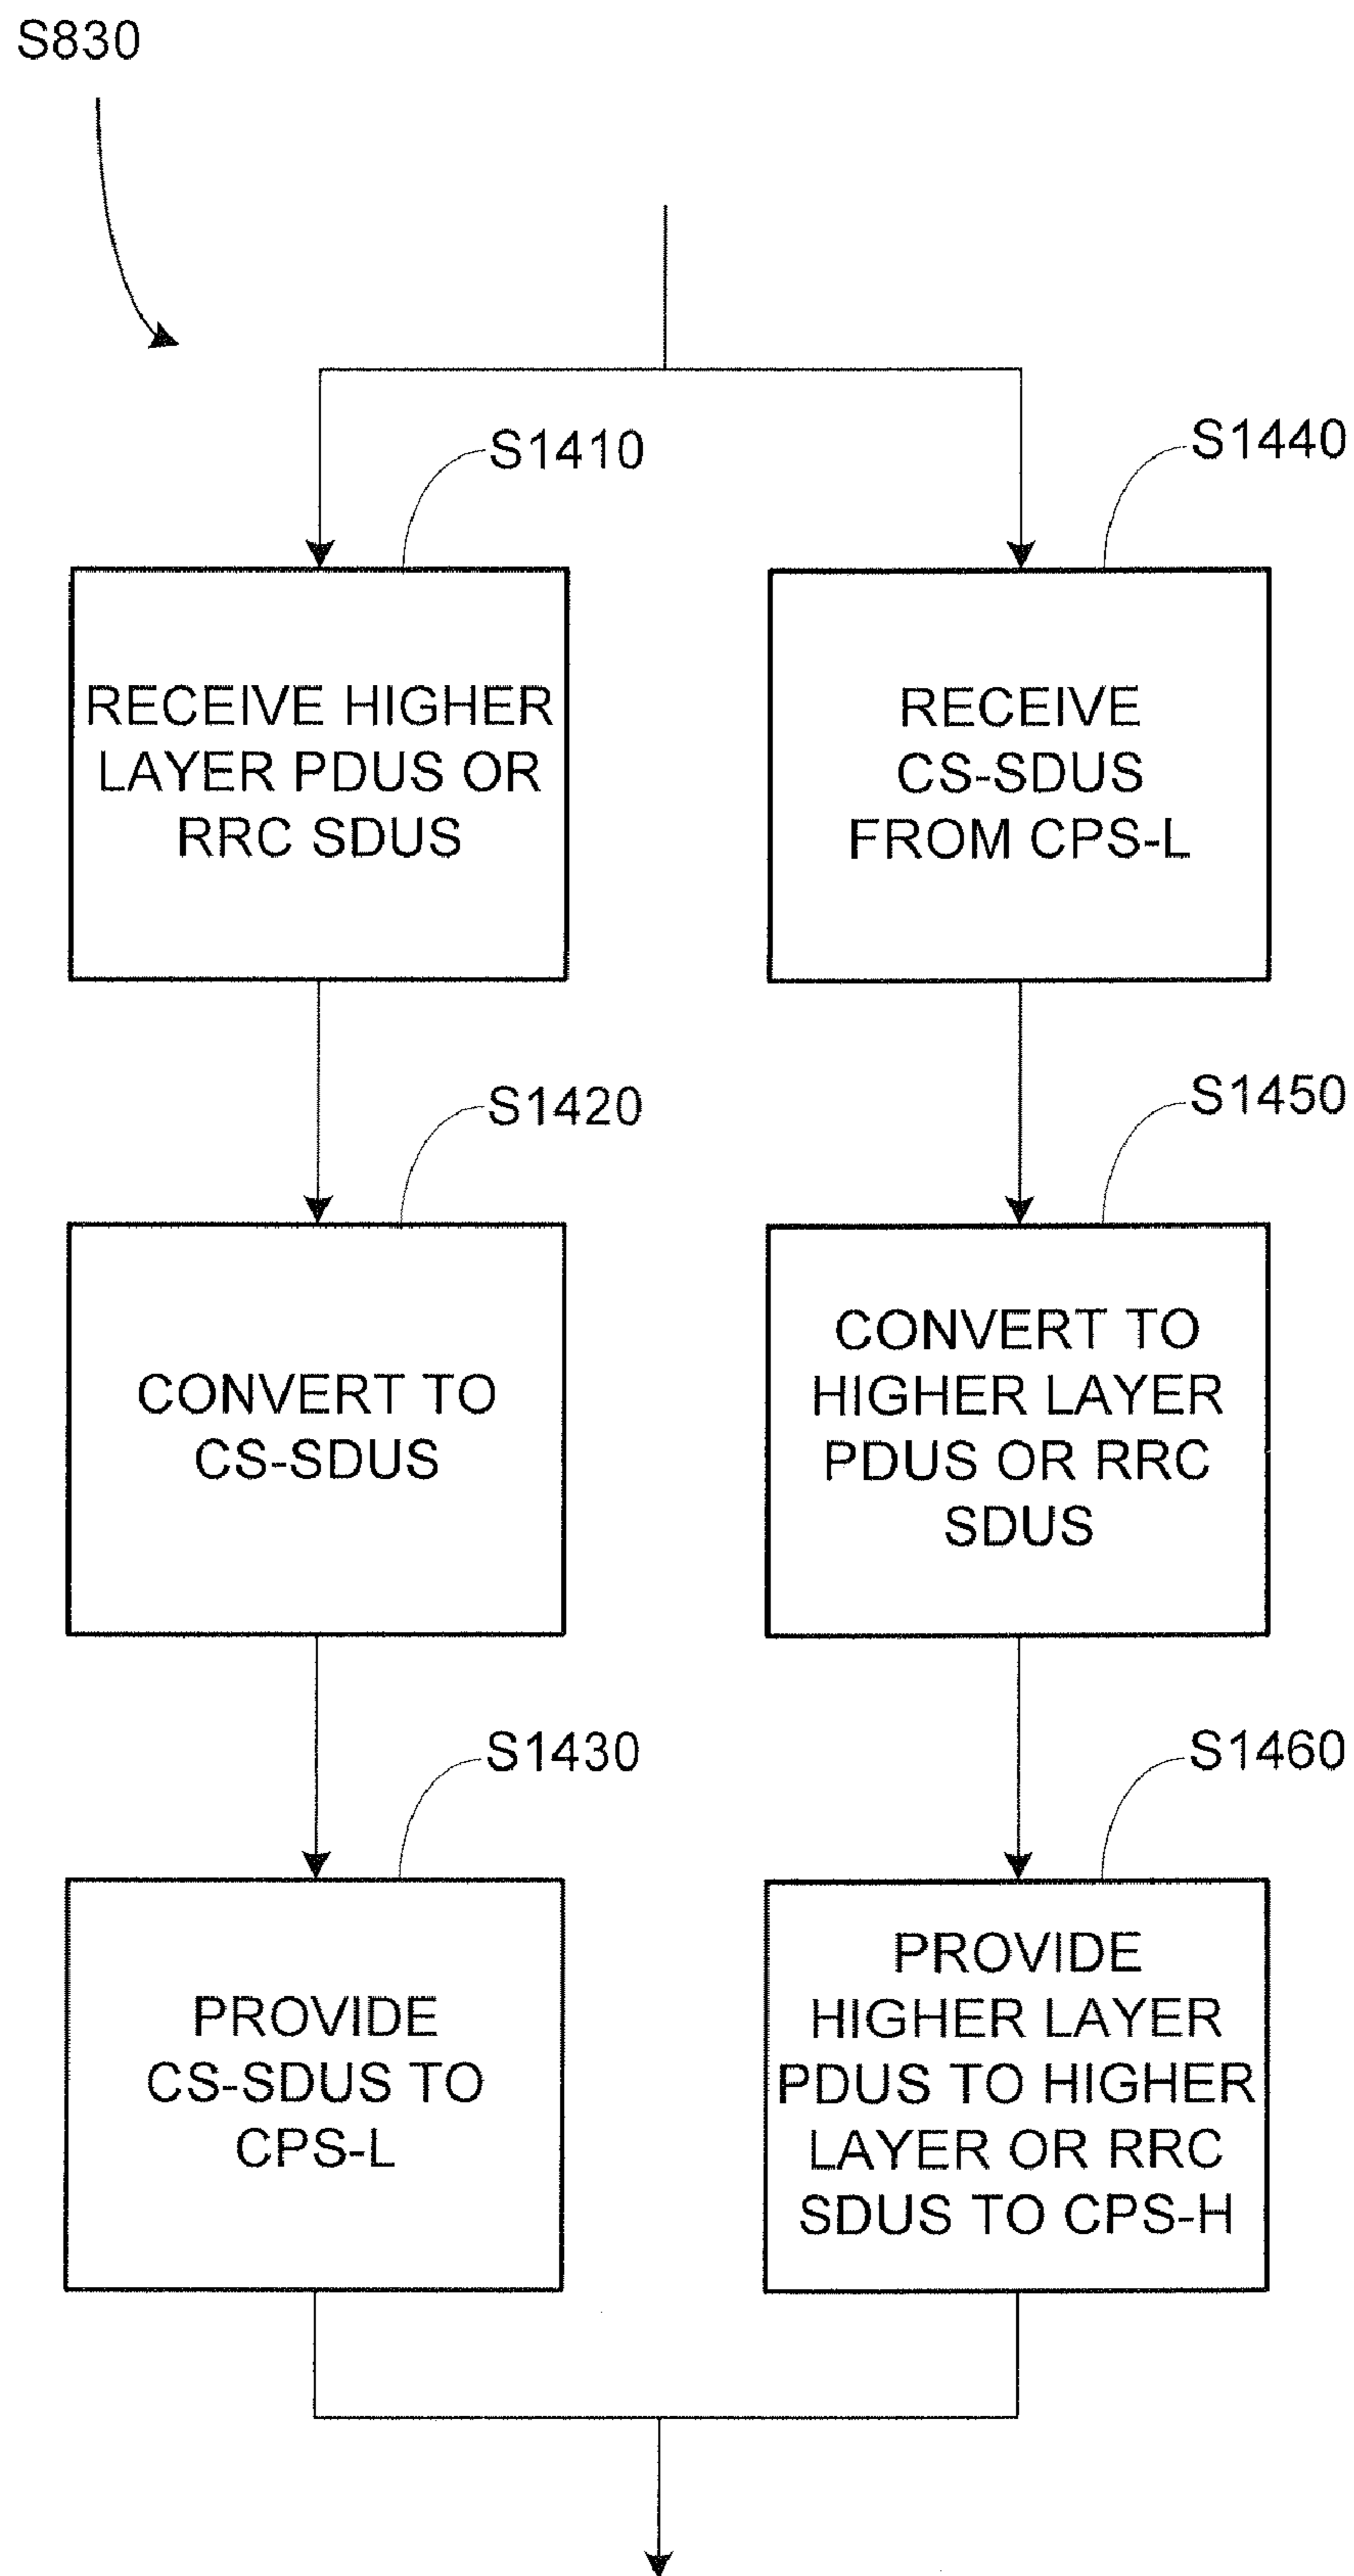 S830
S1410
RECEIVE HIGHER
LAYER PDUS OR
RRC SDUS
S1420
CONVERT TO
CS-SDUS
S1430
PROVIDE
CS-SDUS TO
CPS-L
S1440
RECEIVE
CS-SDUS
FROM CPS-L
S1450
CONVERT TO
HIGHER LAYER
PDUS OR RRC
SDUS
S1460
PROVIDE
HIGHER LAYER
PDUS TO HIGHER
LAYER OR RRC
SDUS TO CPS-H